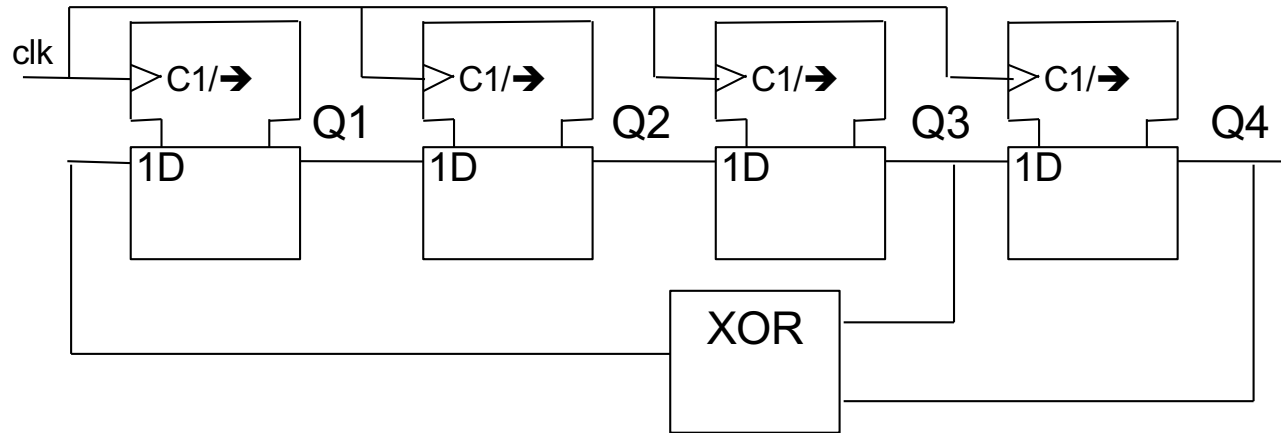 clk
C1/➔ C1/➔ C1/➔ C1/➔
Q1 Q2 Q3 Q4
1D 1D 1D 1D
XOR